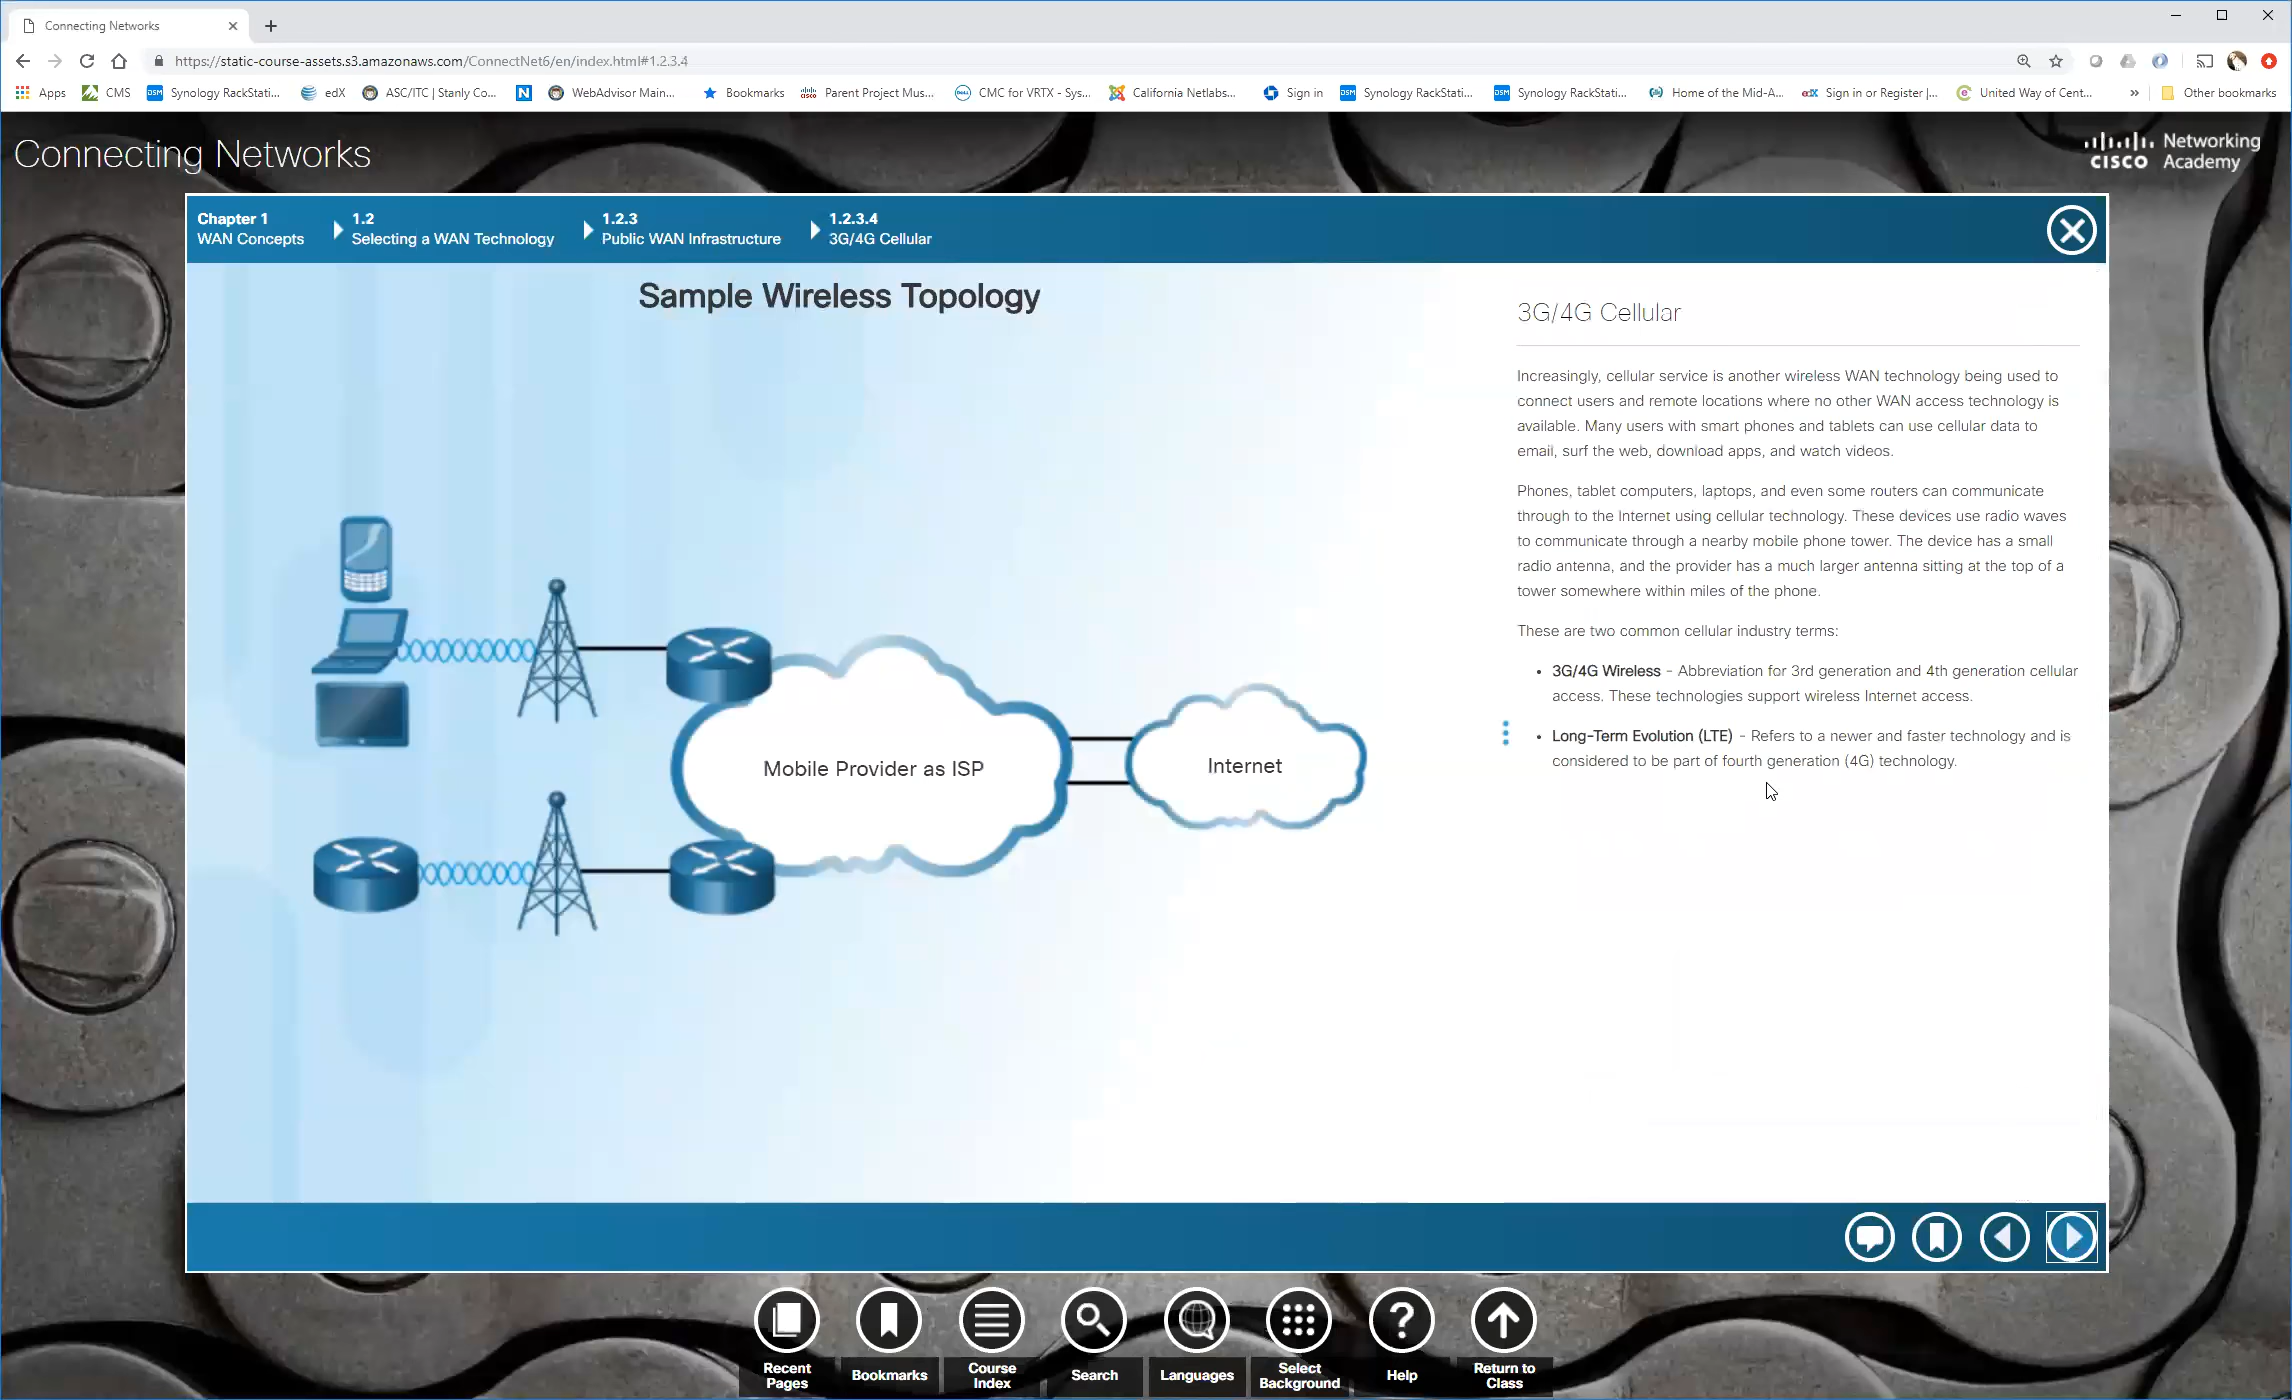 Connecting Networks
https://static-course-assets.s3.amazonaws.com/ConnectNet6/en/index.html#1.2.3.4
Apps
CMS
Synology RackStati...
edX
ASC/ITC | Stanly Co...
WebAdvisor Main...
Bookmarks
Parent Project Mus...
CMC for VRTX - Sys...
California Netlabs...
Sign in
Synology RackStati...
Synology RackStati...
Home of the Mid-A...
Sign in or Register |...
United Way of Cent...
»
Other bookmarks
Connecting Networks
CISCO
Networking
Academy
Chapter 1
WAN Concepts
1.2
Selecting a WAN Technology
1.2.3
Public WAN Infrastructure
1.2.3.4
3G/4G Cellular
Sample Wireless Topology
Mobile Provider as ISP
Internet
3G/4G Cellular
Increasingly, cellular service is another wireless WAN technology being used to
connect users and remote locations where no other WAN access technology is
available. Many users with smart phones and tablets can use cellular data to
email, surf the web, download apps, and watch videos.
Phones, tablet computers, laptops, and even some routers can communicate
through to the Internet using cellular technology. These devices use radio waves
to communicate through a nearby mobile phone tower. The device has a small
radio antenna, and the provider has a much larger antenna sitting at the top of a
tower somewhere within miles of the phone.
These are two common cellular industry terms:
• 3G/4G Wireless - Abbreviation for 3rd generation and 4th generation cellular
access. These technologies support wireless Internet access.
• Long-Term Evolution (LTE) - Refers to a newer and faster technology and is
considered to be part of fourth generation (4G) technology.
Recent
Pages
Bookmarks
Course
Index
Search
Languages
Select
Background
Help
Return to
Class